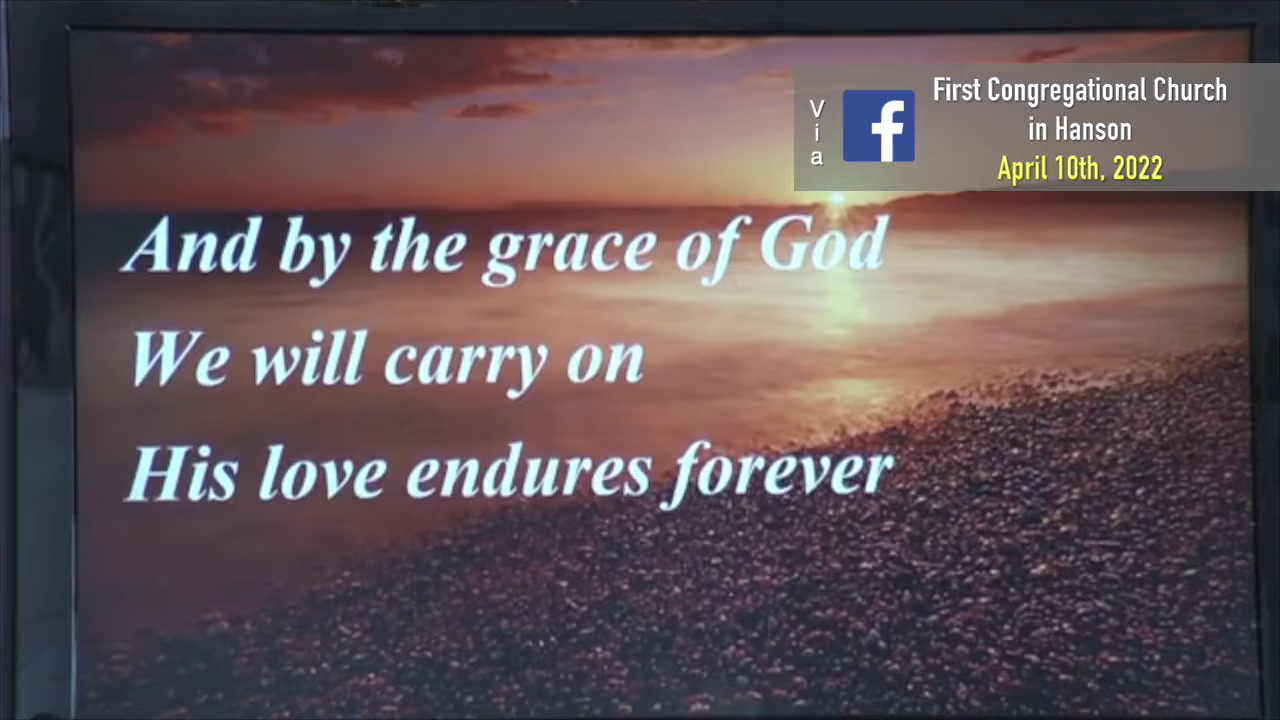 Via
f
First Congregational Church
in Hanson
April 10th, 2022
And by the grace of God
We will carry on
His love endures forever